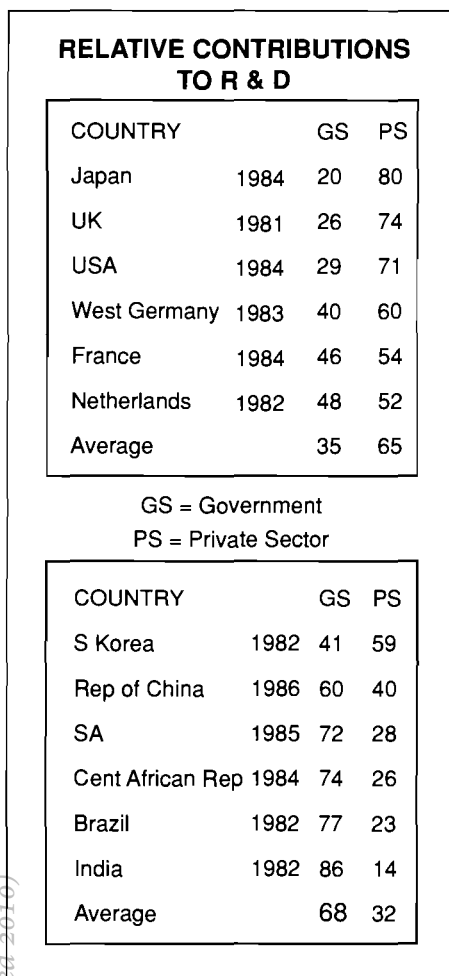 RELATIVE CONTRIBUTIONS
TO R & D
COUNTRY GS PS
Japan 1984 20 80
UK 1981 26 74
USA 1984 29 71
West Germany 1983 40 60
France 1984 46 54
Netherlands 1982 48 52
Average 35 65
GS = Government
PS = Private Sector
COUNTRY GS PS
S Korea 1982 41 59
Rep of China 1986 60 40
SA 1985 72 28
Cent African Rep 1984 74 26
Brazil 1982 77 23
India 1982 86 14
Average 68 32
2010)